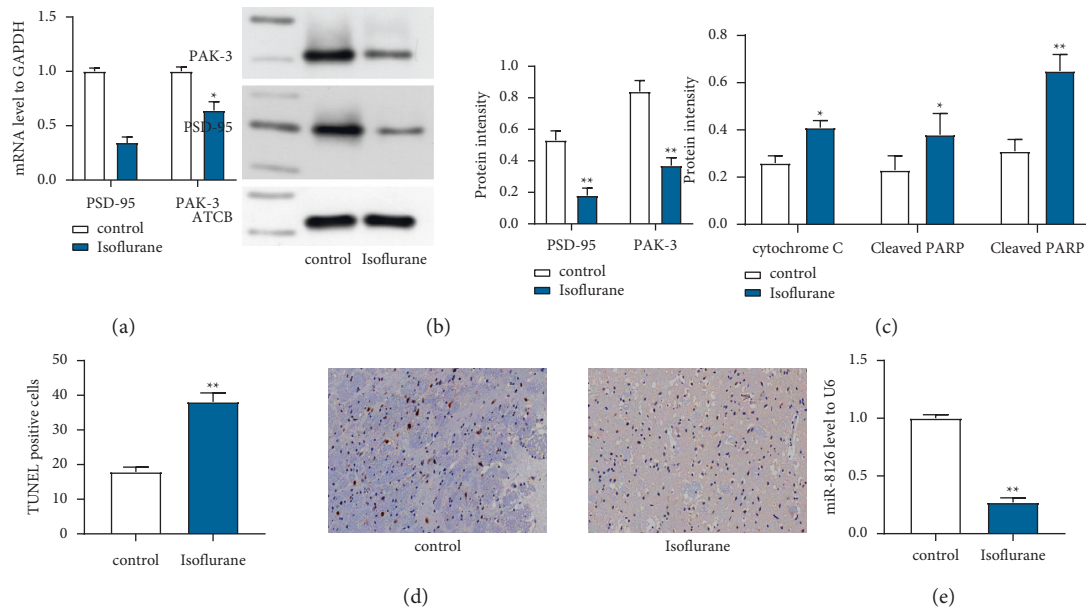 mRNA level to GAPDH
1.5
1.0
0.5
0.0
*
PSD-95
PAK-3
control
Isoflurane
(a)
PAK-3
PSD-95
ATCB
control
Isoflurane
Protein intensity
1.0
0.8
0.6
0.4
0.2
0.0
**
**
PSD-95
PAK-3
control
Isoflurane
(b)
Protein intensity
0.8
0.6
0.4
0.2
0.0
*
*
**
cytochrome C
Cleaved PARP
Cleaved PARP
control
Isoflurane
(c)
TUNEL positive cells
50
40
30
20
10
0
**
control
Isoflurane
control
Isoflurane
(d)
miR-8126 level to U6
1.5
1.0
0.5
0.0
**
control
Isoflurane
(e)